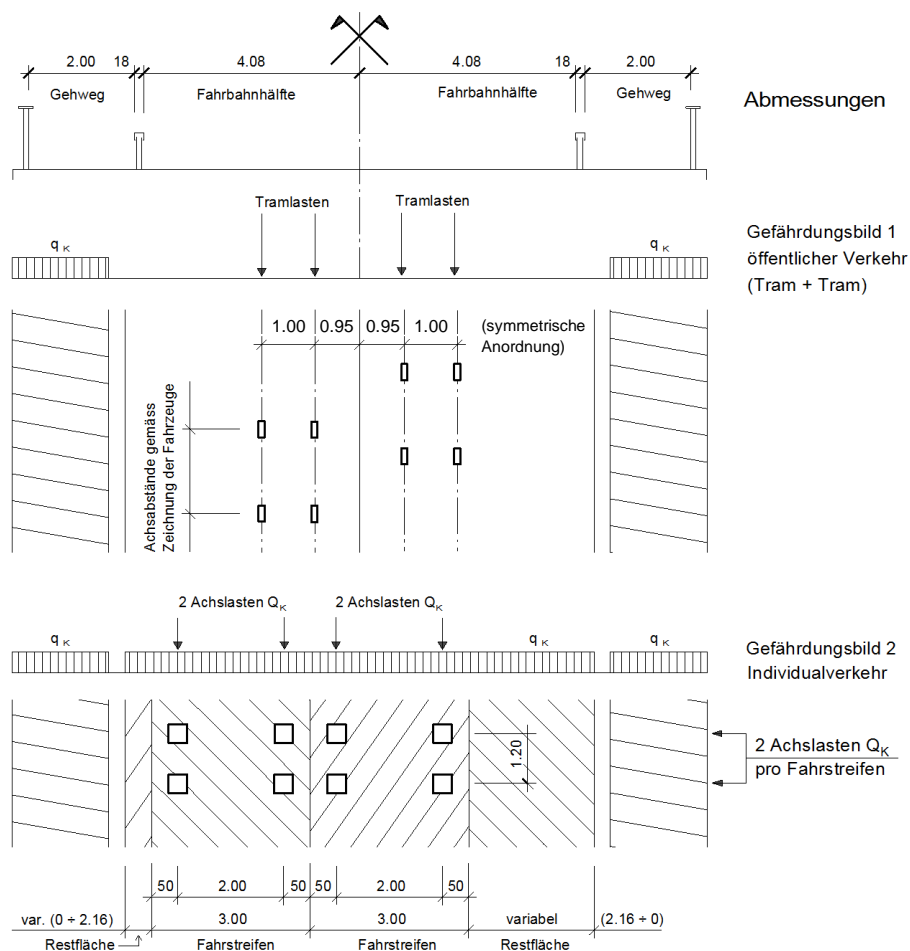 2.00 18 4.08 4.08 18 2.00
Gehweg Fahrbahnhälfte Fahrbahnhälfte Gehweg
Abmessungen
Tramlasten Tramlasten
q K q K
Gefährdungsbild 1
öffentlicher Verkehr
(Tram + Tram)
1.00 0.95 0.95 1.00
(symmetrische
Anordnung)
Achsabstände gemäss
Zeichnung der Fahrzeuge
2 Achslasten Q K 2 Achslasten Q K
q K q K q K
Gefährdungsbild 2
Individualverkehr
1.20
2 Achslasten Q K
pro Fahrstreifen
50 2.00 50 50 2.00 50
var. (0 ÷ 2.16) 3.00 3.00 variabel (2.16 ÷ 0)
Restfläche Fahrstreifen Fahrstreifen Restfläche